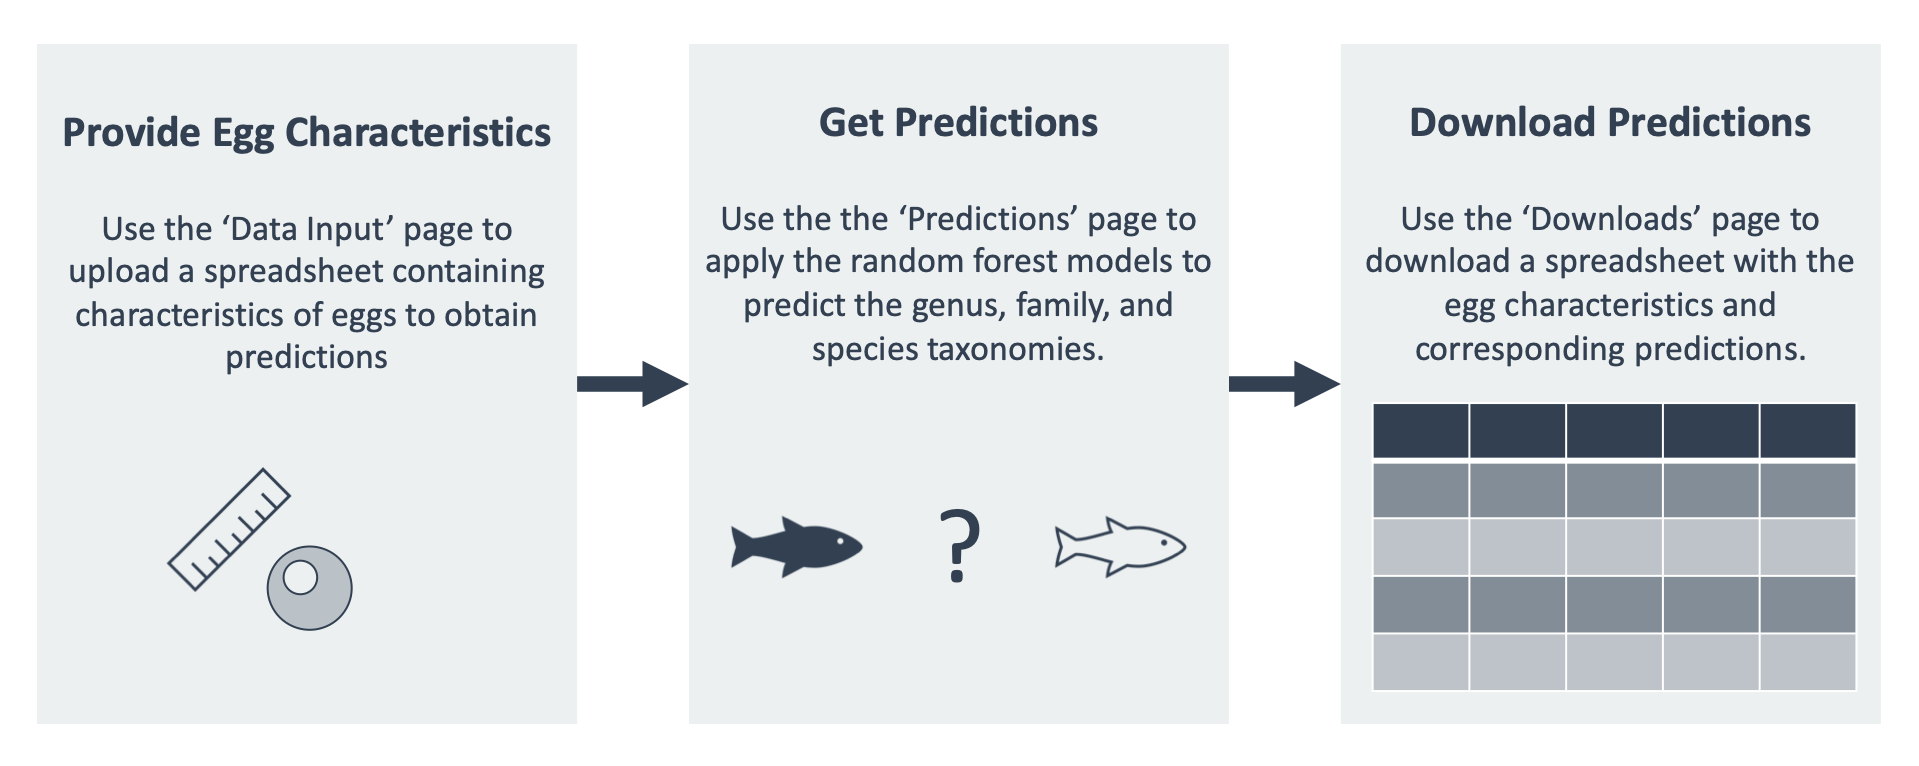 Provide Egg Characteristics
Use the ‘Data Input’ page to
upload a spreadsheet containing
characteristics of eggs to obtain
predictions
Get Predictions
Use the the ‘Predictions’ page to
apply the random forest models to
predict the genus, family, and
species taxonomies.
?
Download Predictions
Use the ‘Downloads’ page to
download a spreadsheet with the
egg characteristics and
corresponding predictions.